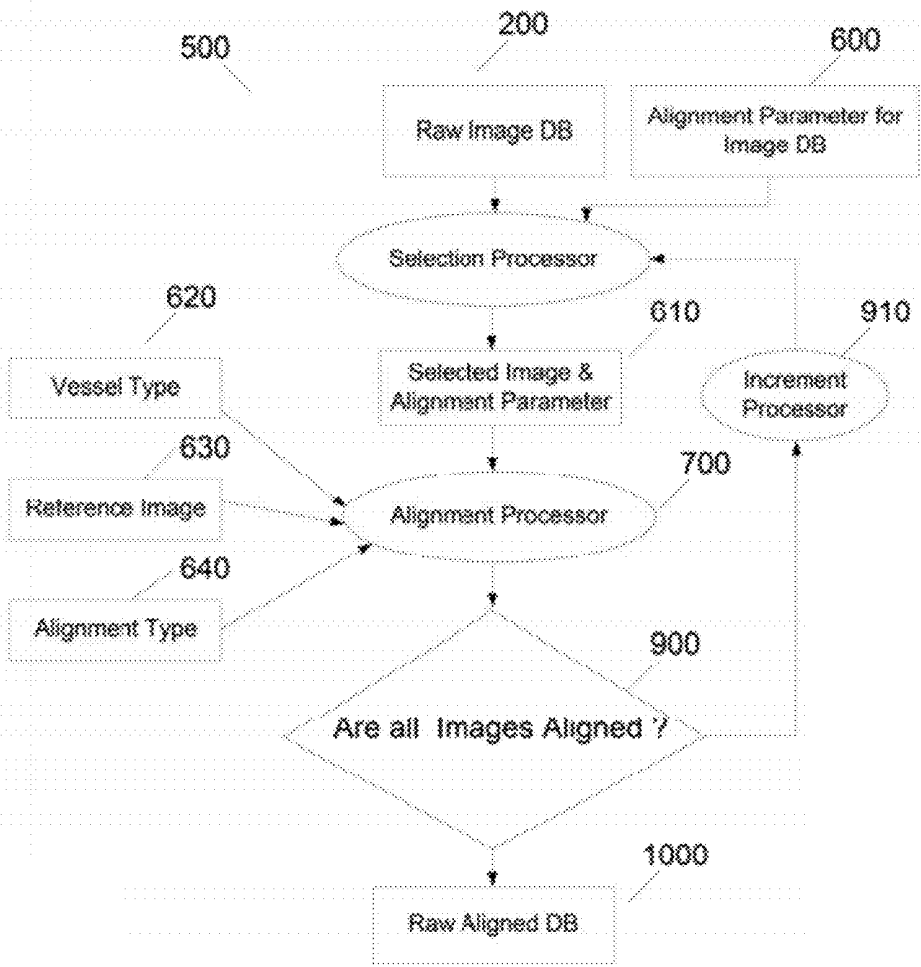 500
200
600
Raw Image DB
Alignment Parameter for
Image DB
Selection Processor
620
610
910
Vessel Type
Selected Image &
Alignment Parameter
Increment
Processor
630
700
Reference Image
Alignment Processor
640
Alignment Type
900
Are all Images Aligned ?
1000
Raw Aligned DB